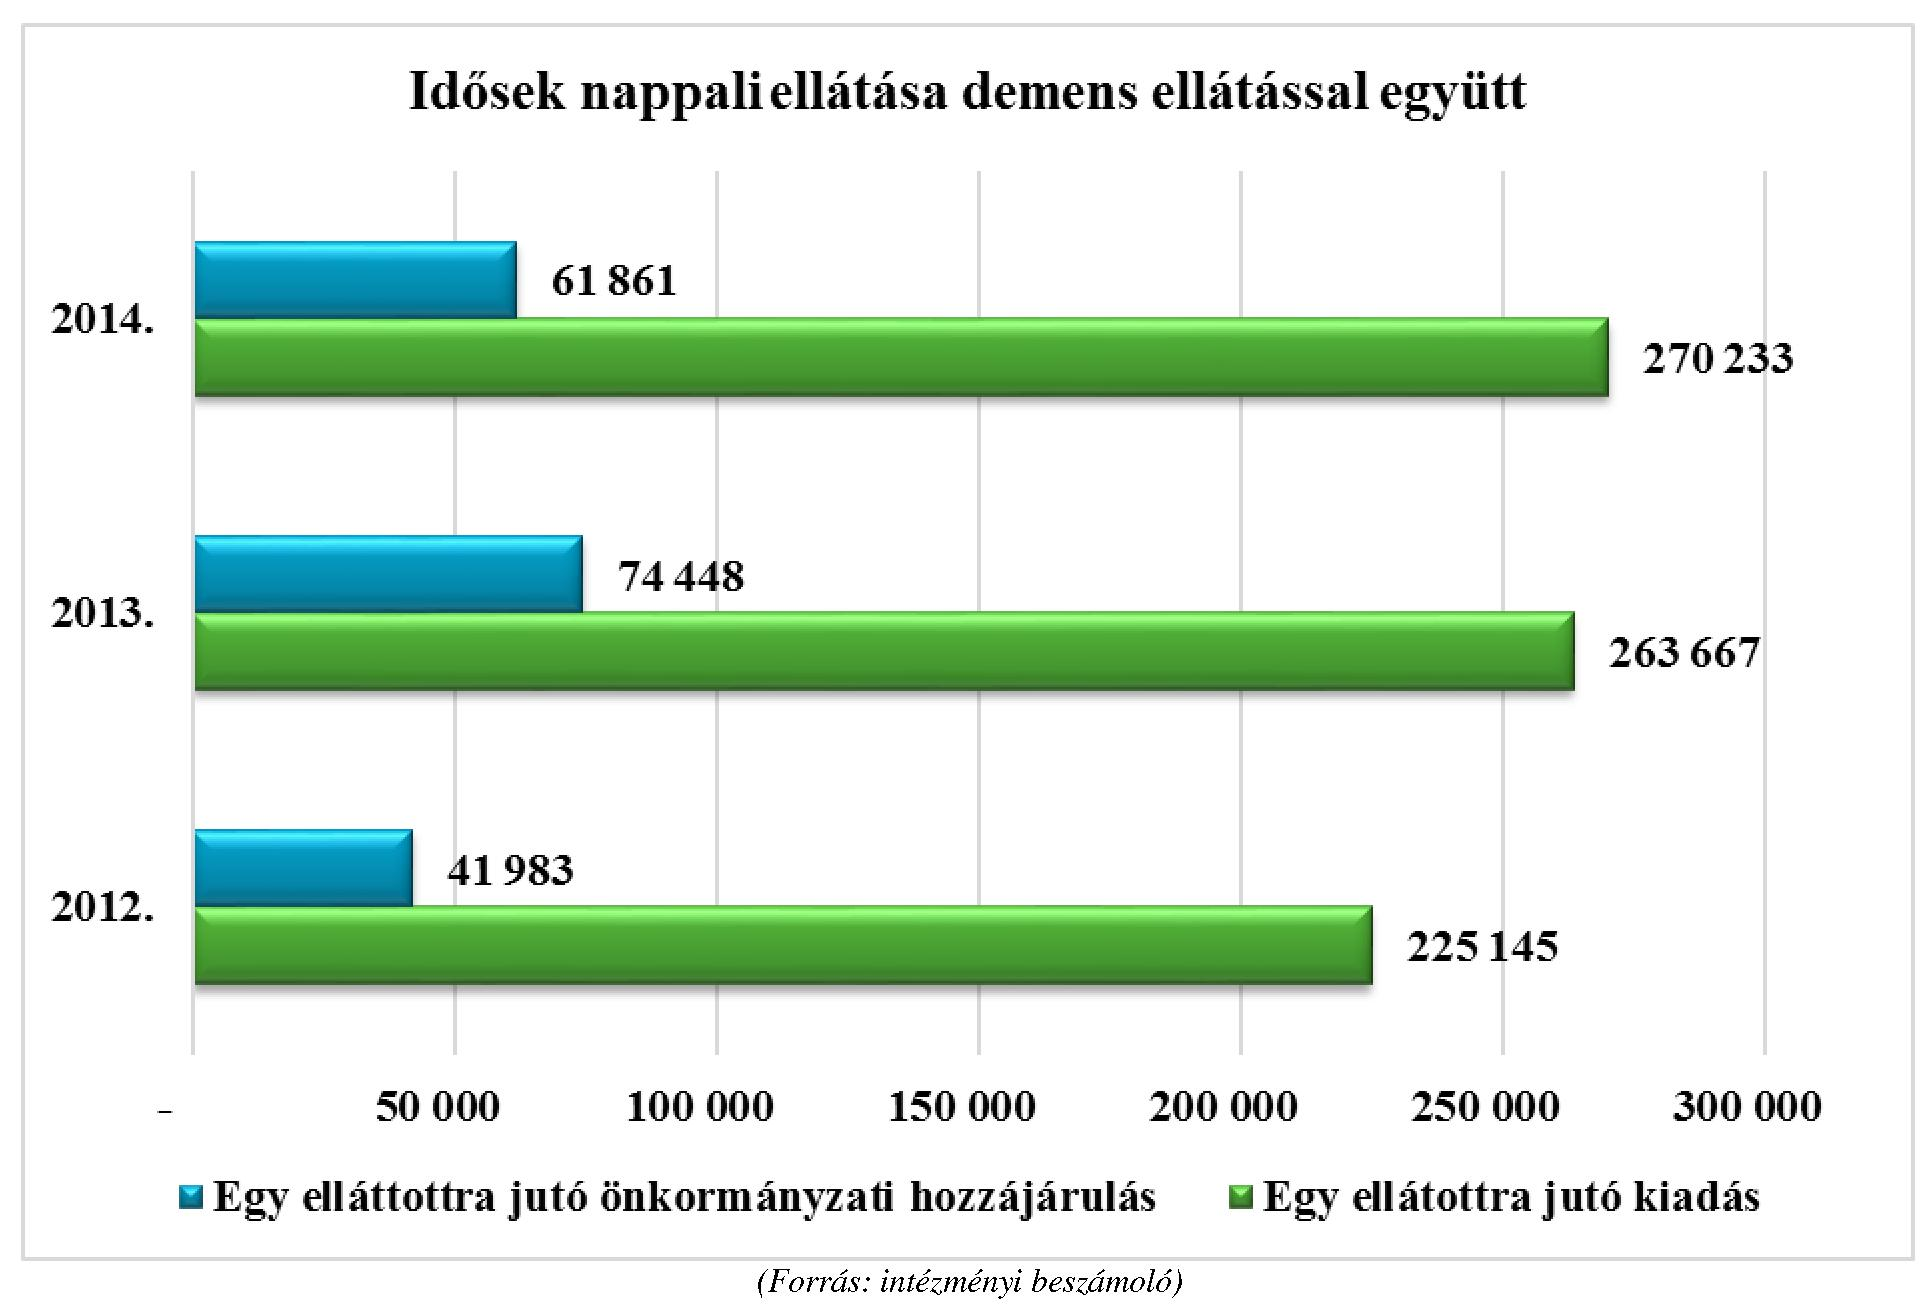 Idősek nappali ellátása demens ellátással együtt
61 861
2014.
270 233
74 448
2013.
263 667
41 983
2012.
225 145
- 50 000 100 000 150 000 200 000 250 000 300 000
Egy elláttottra jutó önkormányzati hozzájárulás Egy ellátottra jutó kiadás
(Forrás: intézményi beszámoló)